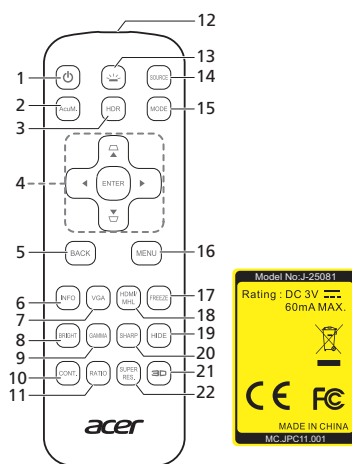 12
13
1
SOURCE
14
2
AcuM.
HDR
MODE
15
3
4
ENTER
5
BACK
MENU
16
6
INFO
VGA
HDMI/
MHL
FREEZE
17
7
18
8
BRIGHT
GAMMA
SHARP
HIDE
19
9
20
10
CONT.
RATIO
SUPER
RES.
3D
21
11
22
acer
Model No:J-25081
Rating : DC 3V
60mA MAX.
CE FC
MADE IN CHINA
MC.JPC11.001